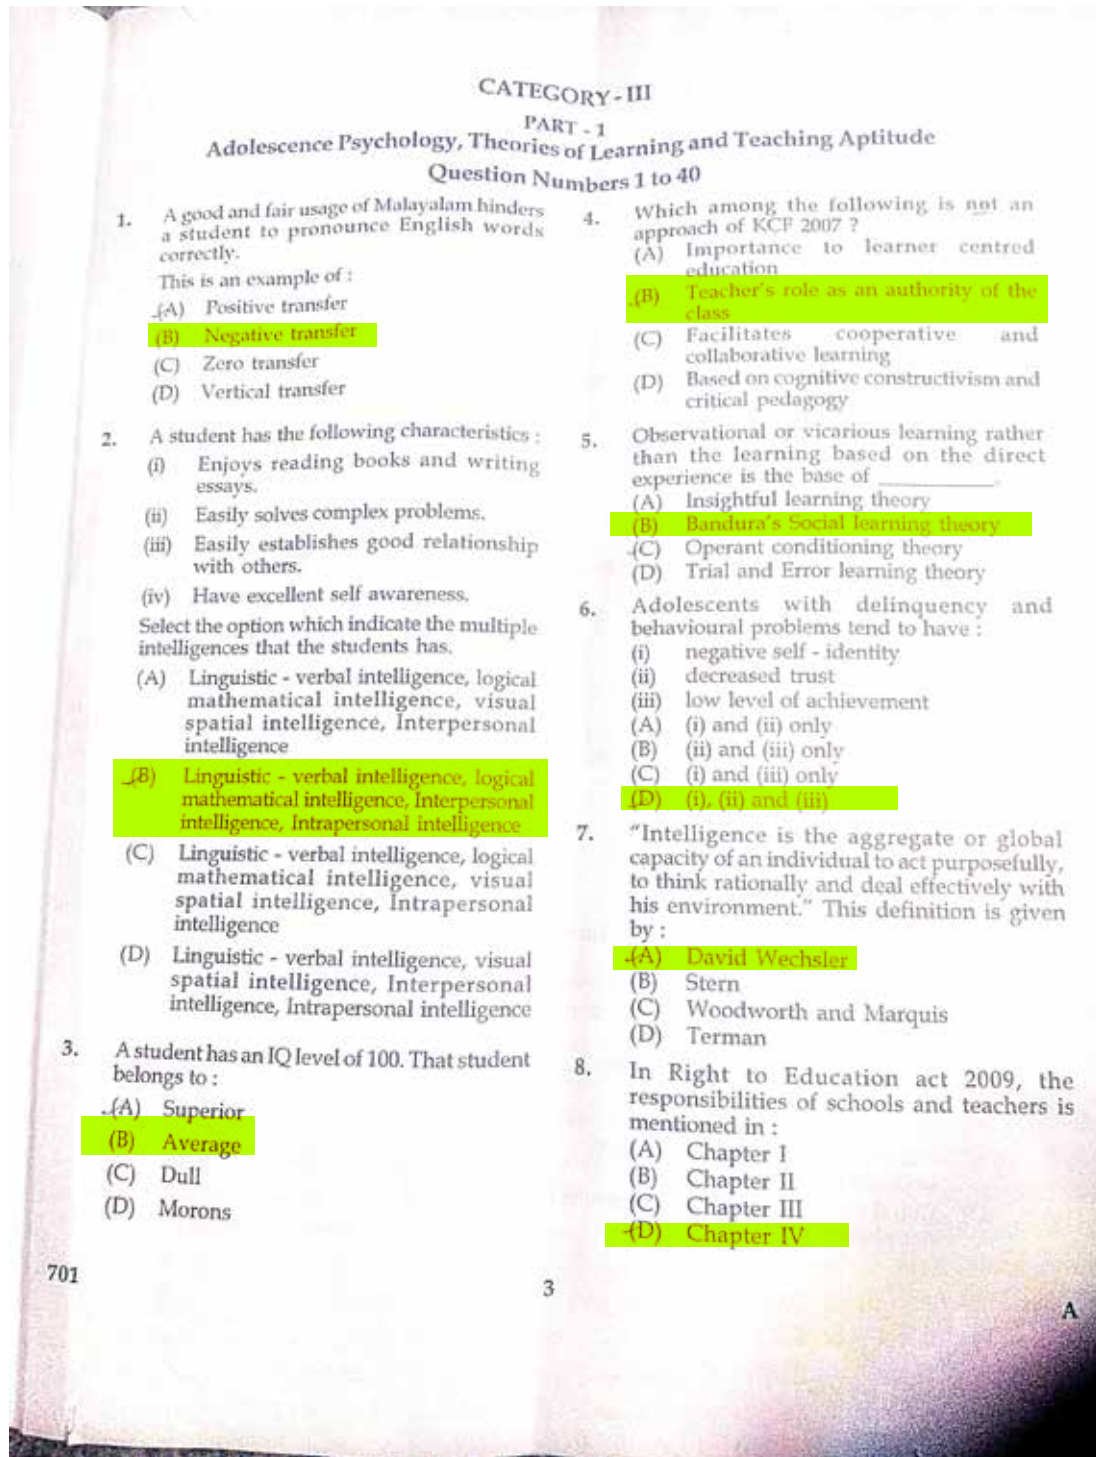 CATEGORY - III
PART - 1
Adolescence Psychology, Theories of Learning and Teaching Aptitude
Question Numbers 1 to 40
1. A good and fair usage of Malayalam hinders
a student to pronounce English words
correctly.
This is an example of :
(A) Positive transfer
(B) Negative transfer
(C) Zero transfer
(D) Vertical transfer
2. A student has the following characteristics :
(i) Enjoys reading books and writing
essays.
(ii) Easily solves complex problems.
(iii) Easily establishes good relationship
with others.
(iv) Have excellent self awareness.
Select the option which indicate the multiple
intelligences that the students has.
(A) Linguistic - verbal intelligence, logical
mathematical intelligence, visual
spatial intelligence, Interpersonal
intelligence
(B) Linguistic - verbal intelligence, logical
mathematical intelligence, Interpersonal
intelligence, Intrapersonal intelligence
(C) Linguistic - verbal intelligence, logical
mathematical intelligence, visual
spatial intelligence, Intrapersonal
intelligence
(D) Linguistic - verbal intelligence, visual
spatial intelligence, Interpersonal
intelligence, Intrapersonal intelligence
3. A student has an IQ level of 100. That student
belongs to :
(A) Superior
(B) Average
(C) Dull
(D) Morons
4. Which among the following is not an
approach of KCF 2007 ?
(A) Importance to learner centred
education
(B) Teacher's role as an authority of the
class
(C) Facilitates cooperative and
collaborative learning
(D) Based on cognitive constructivism and
critical pedagogy
5. Observational or vicarious learning rather
than the learning based on the direct
experience is the base of ____________.
(A) Insightful learning theory
(B) Bandura's Social learning theory
(C) Operant conditioning theory
(D) Trial and Error learning theory
6. Adolescents with delinquency and
behavioural problems tend to have :
(i) negative self - identity
(ii) decreased trust
(iii) low level of achievement
(A) (i) and (ii) only
(B) (ii) and (iii) only
(C) (i) and (iii) only
(D) (i), (ii) and (iii)
7. "Intelligence is the aggregate or global
capacity of an individual to act purposefully,
to think rationally and deal effectively with
his environment." This definition is given
by :
(A) David Wechsler
(B) Stern
(C) Woodworth and Marquis
(D) Terman
8. In Right to Education act 2009, the
responsibilities of schools and teachers is
mentioned in :
(A) Chapter I
(B) Chapter II
(C) Chapter III
(D) Chapter IV
701
3
A